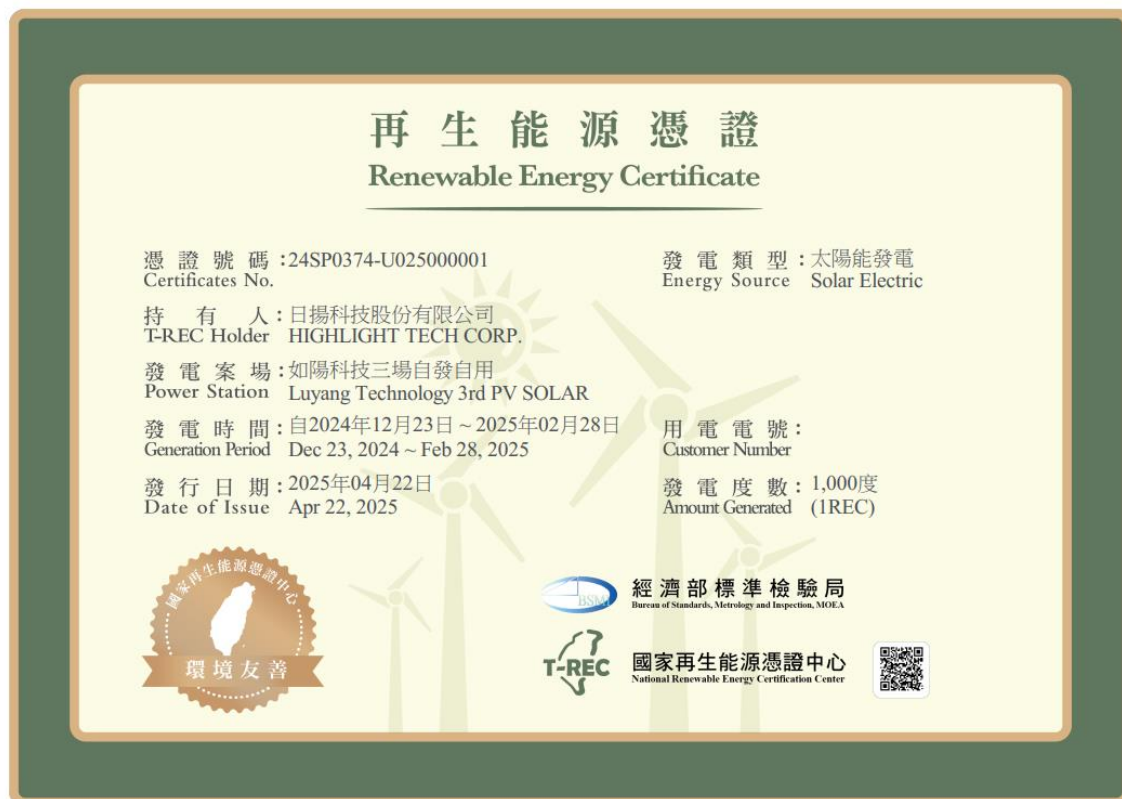 再生能源憑證
Renewable Energy Certificate
憑證號碼：24SP0374-U025000001
Certificates No.
發電類型：太陽能發電
Energy Source Solar Electric
持有人：日揚科技股份有限公司
T-REC Holder HIGHLIGHT TECH CORP.
發電案場：如陽科技三場自發自用
Power Station Luyang Technology 3rd PV SOLAR
發電時間：自2024年12月23日 ~ 2025年02月28日
Generation Period Dec 23, 2024 ~ Feb 28, 2025
用電電號：
Customer Number
發行日期：2025年04月22日
Date of Issue Apr 22, 2025
發電度數：1,000度
Amount Generated (1REC)
國家再生能源憑證中心
環境友善
BSMI
經濟部標準檢驗局
Bureau of Standards, Metrology and Inspection, MOEA
T-REC
國家再生能源憑證中心
National Renewable Energy Certification Center